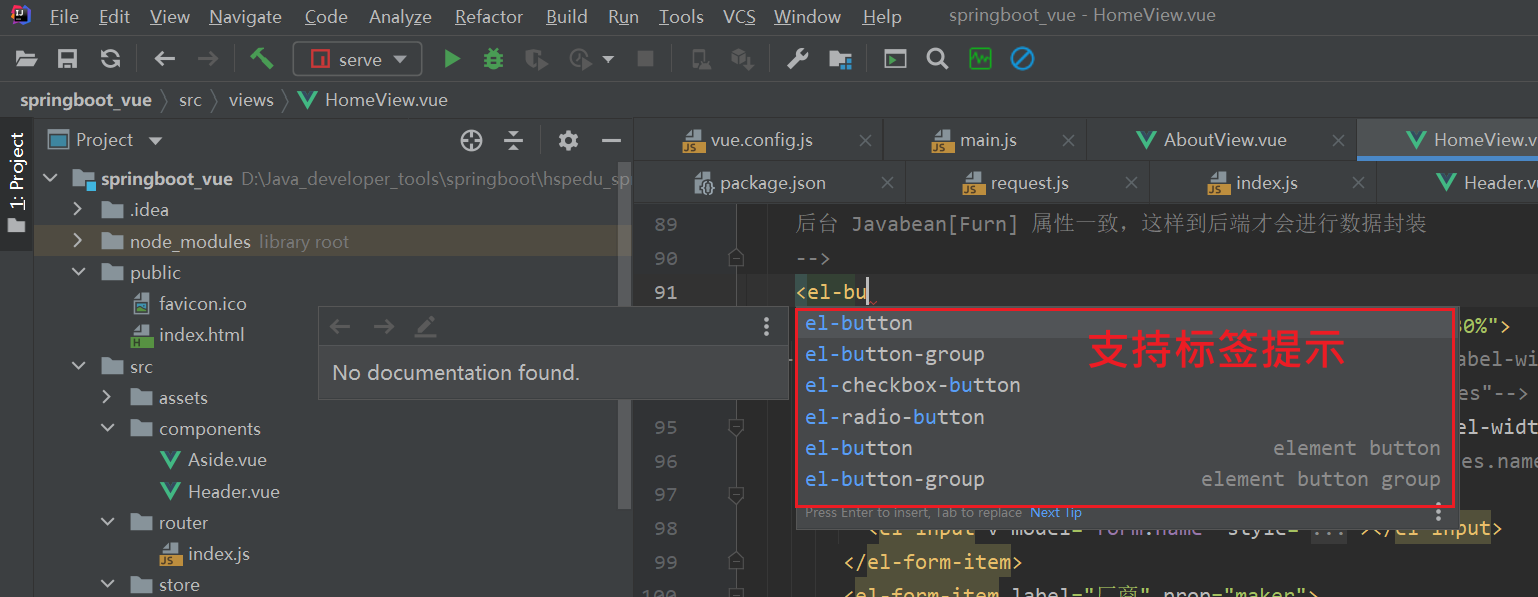 File Edit View Navigate Code Analyze Refactor Build Run Tools VCS Window Help springboot_vue - HomeView.vue
serve
springboot_vue src views HomeView.vue
1: Project
Project
vue.config.js main.js AboutView.vue HomeView.v
package.json request.js index.js Header.vu
springboot_vue D:\Java_developer_tools\springboot\hspedu_sp
.idea
node_modules library root
public
favicon.ico
index.html
src
assets
components
Aside.vue
Header.vue
router
index.js
store
No documentation found.
89 后台 Javabean[Furn] 属性一致，这样到后端才会进行数据封装
90 -->
91 <el-bu
el-button
el-button-group
el-checkbox-button
el-radio-button
el-button element button
el-button-group element button group
支持标签提示
Press Enter to insert, Tab to replace Next Tip
30%">
label-wi
es"-->
95 el-widt
96 es.name
97
98 <el-input v-model="form.name" style="..."></el-input>
99 </el-form-item>
100 <el-form-item label="厂商" prop="maker">